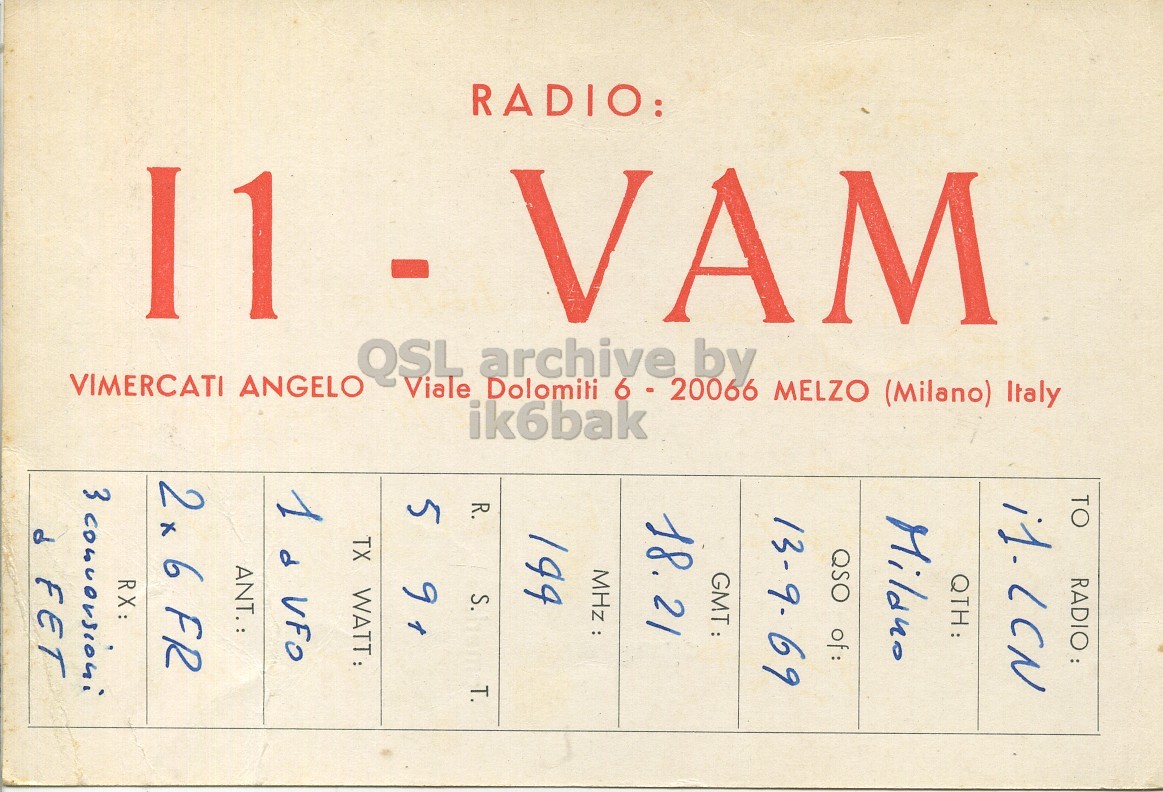 RADIO:
I1 - VAM
QSL archive by
ik6bak
VIMERCATI ANGELO Viale Dolomiti 6 - 20066 MELZO (Milano) Italy
TO RADIO:
i1-LCN
QTH:
Milano
QSO of:
13-9-69
GMT:
18.21
MHz:
144
R. S. T.
5 9+
TX WATT:
1 a VFO
ANT.:
2x6 FR
RX:
3 conversioni
a FET